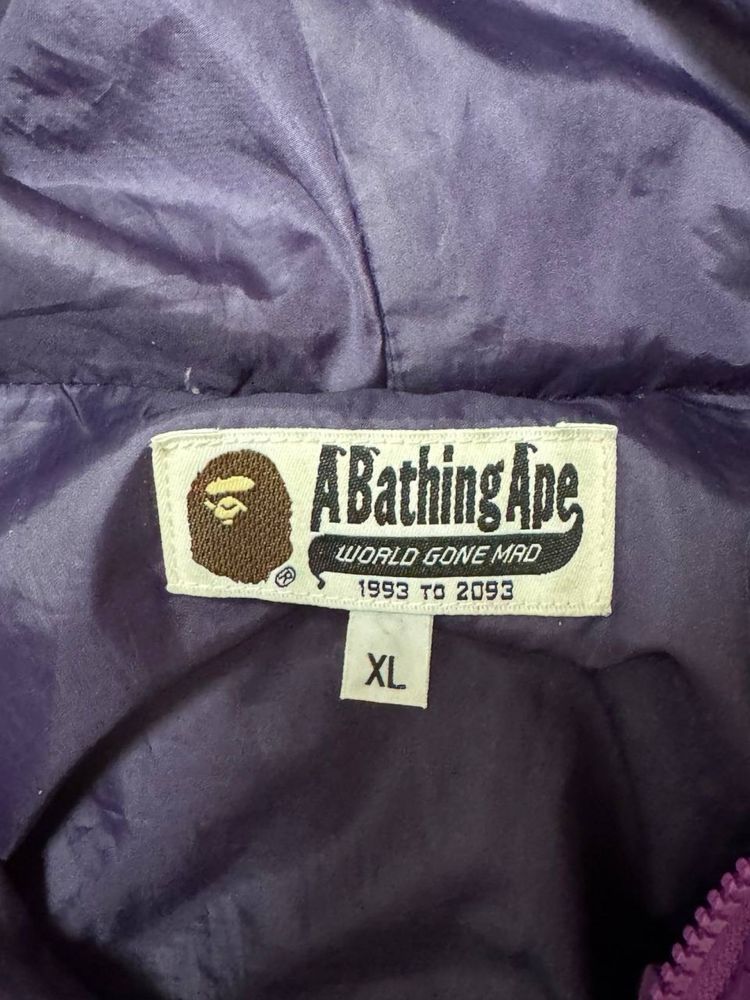 A Bathing Ape
WORLD GONE MAD
1993 TO 2093
®
XL